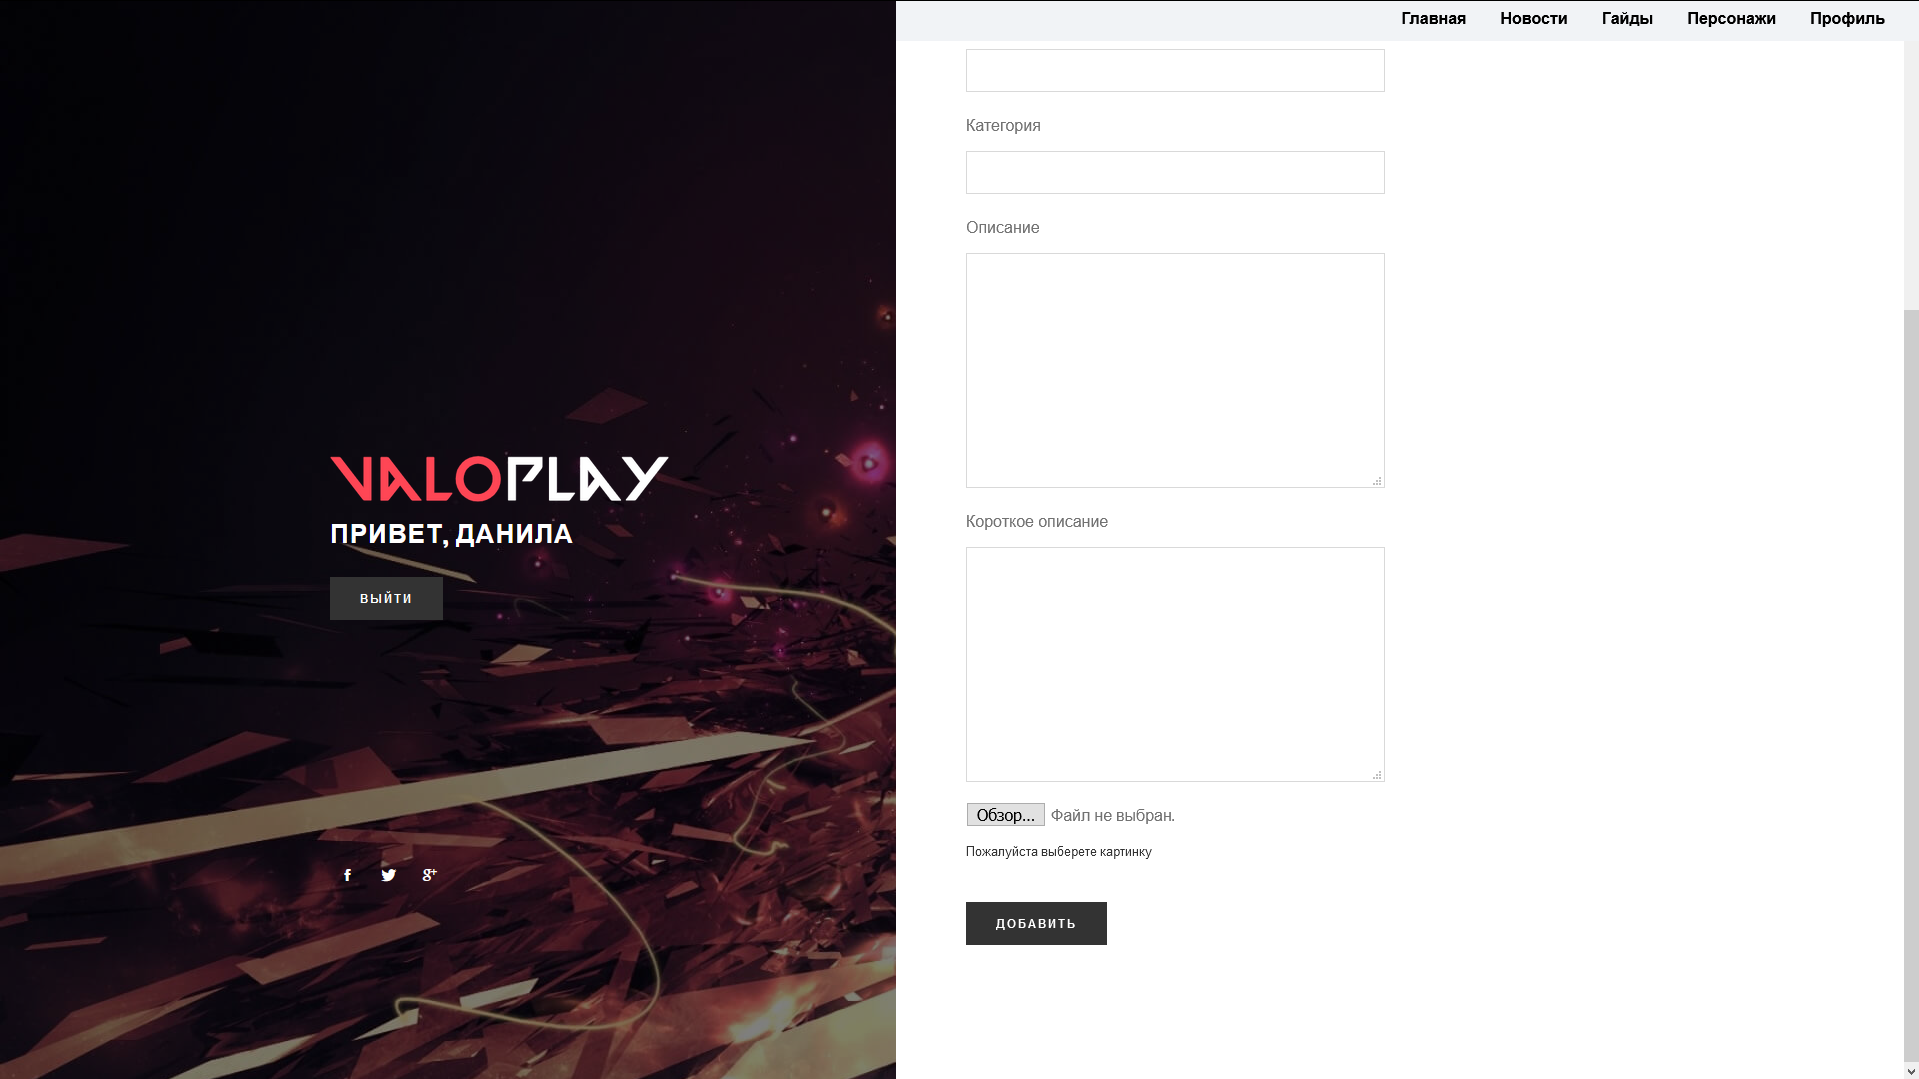 Главная Новости Гайды Персонажи Профиль
VALOPLAY
ПРИВЕТ, ДАНИЛА
ВЫЙТИ
Категория
Описание
Короткое описание
Обзор... Файл не выбран.
Пожалуйста выберете картинку
ДОБАВИТЬ